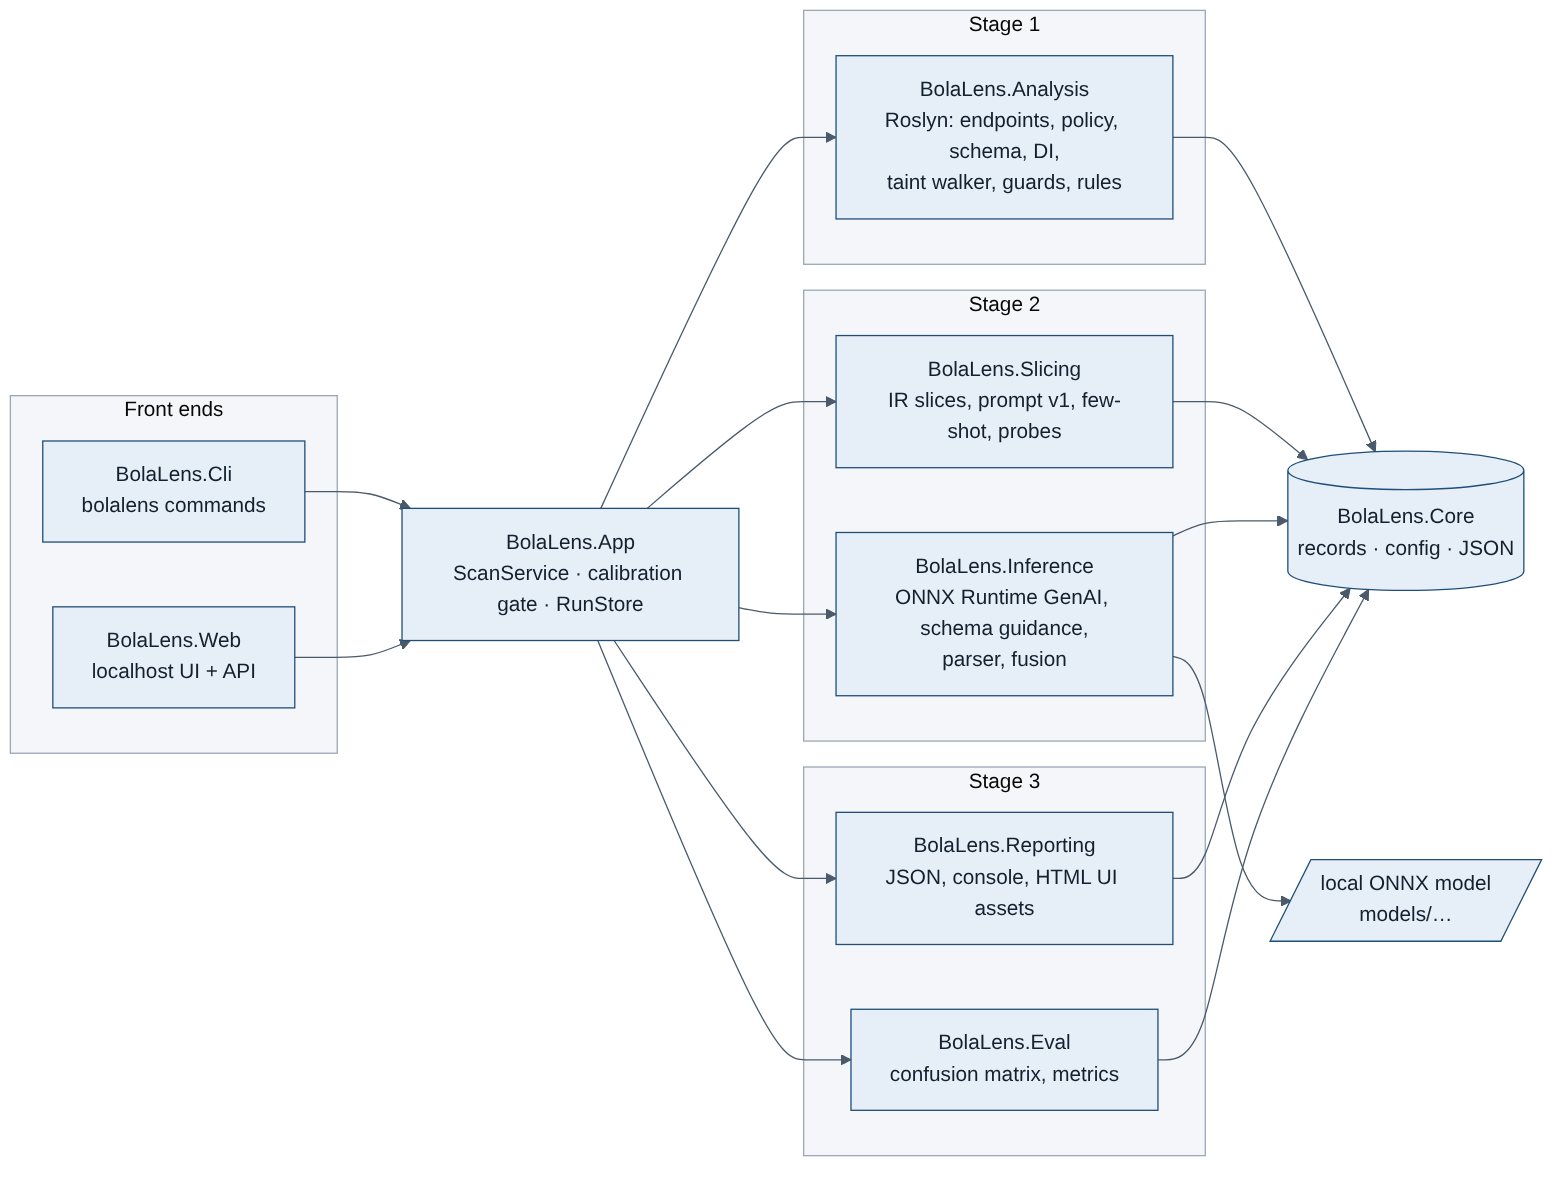 Front ends
BolaLens.Cli
bolalens commands
BolaLens.Web
localhost UI + API
BolaLens.App
ScanService · calibration
gate · RunStore
Stage 1
BolaLens.Analysis
Roslyn: endpoints, policy,
schema, DI,
taint walker, guards, rules
Stage 2
BolaLens.Slicing
IR slices, prompt v1, few-
shot, probes
BolaLens.Inference
ONNX Runtime GenAI,
schema guidance,
parser, fusion
Stage 3
BolaLens.Reporting
JSON, console, HTML UI
assets
BolaLens.Eval
confusion matrix, metrics
BolaLens.Core
records · config · JSON
local ONNX model
models/…